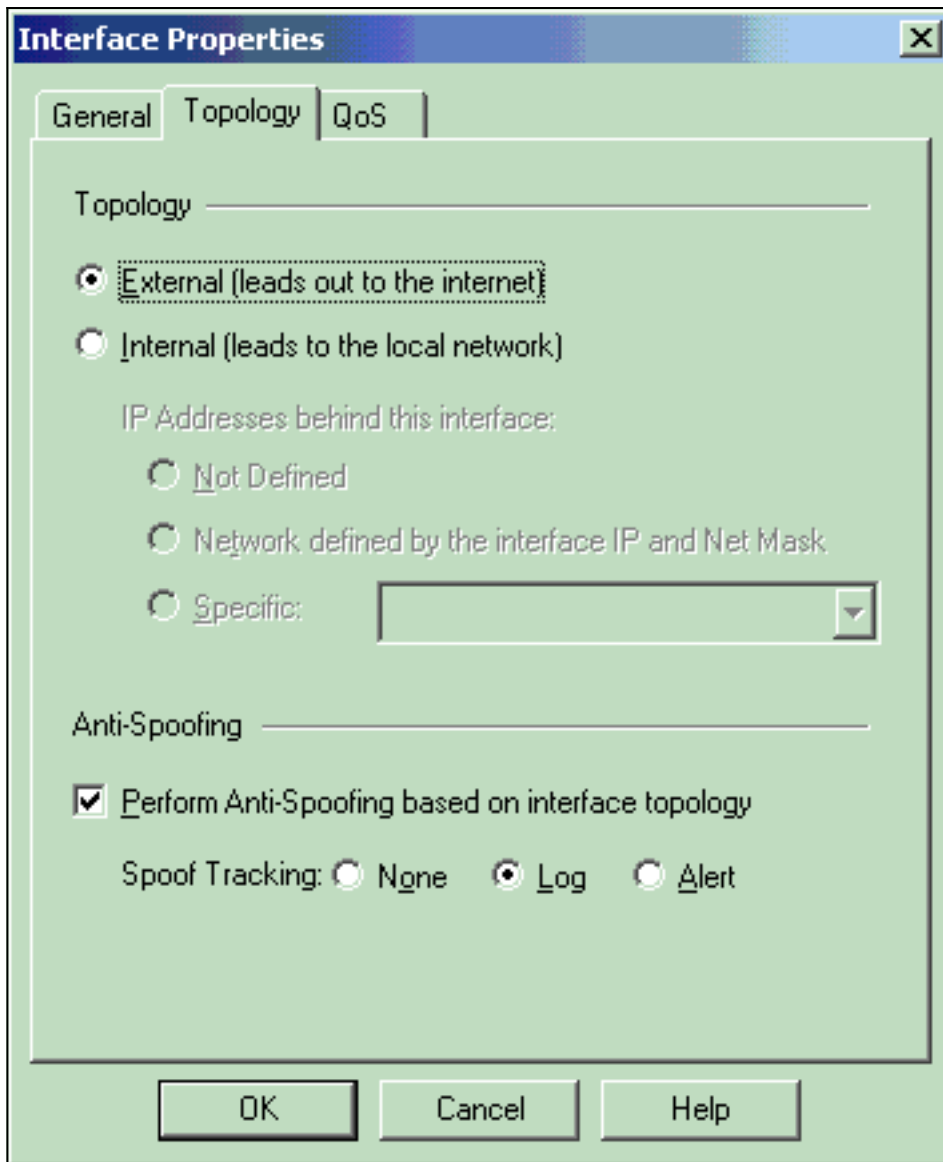 Interface Properties
General Topology QoS
Topology
External (leads out to the internet)
Internal (leads to the local network)
IP Addresses behind this interface:
Not Defined
Network defined by the interface IP and Net Mask
Specific:
Anti-Spoofing
Perform Anti-Spoofing based on interface topology
Spoof Tracking: None Log Alert
OK Cancel Help